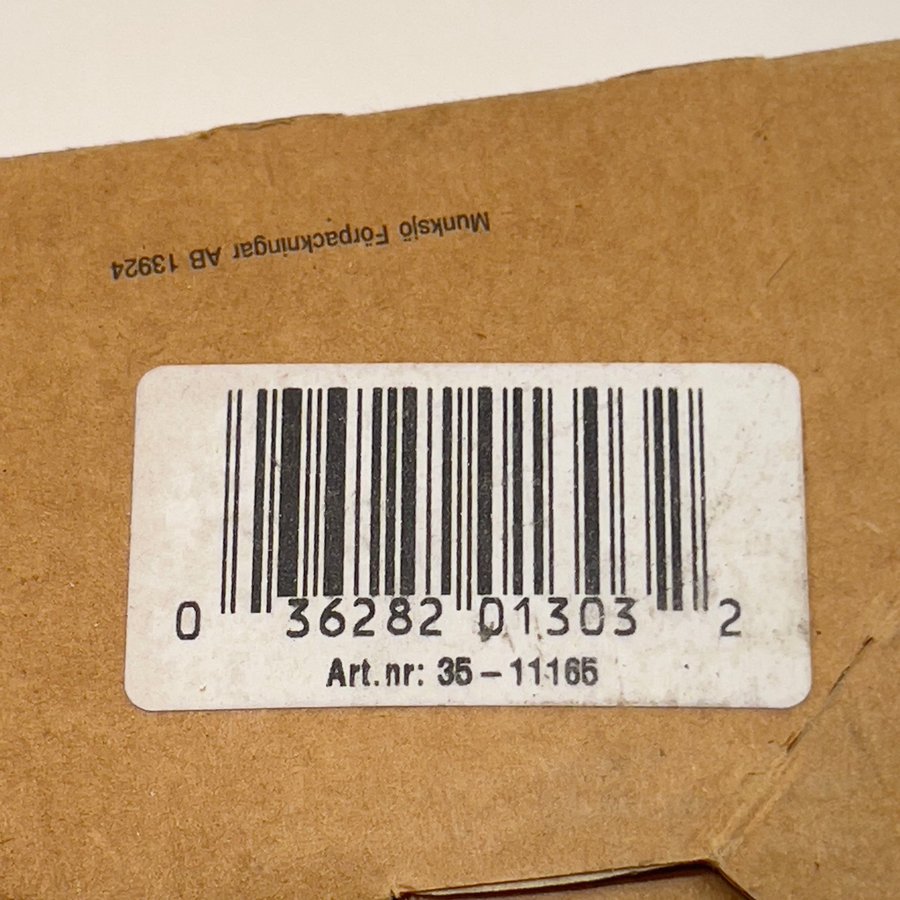 Munksjö Förpackningar AB 13924
0 36282 01303 2
Art.nr: 35-11165